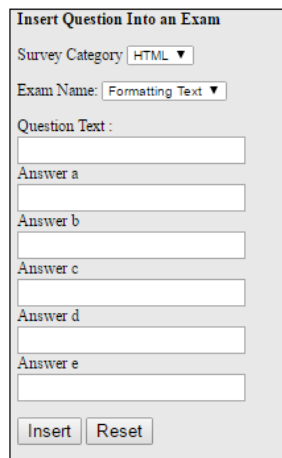 Insert Question Into an Exam
Survey Category HTML ▼
Exam Name: Formatting Text ▼
Question Text :
Answer a
Answer b
Answer c
Answer d
Answer e
Insert Reset